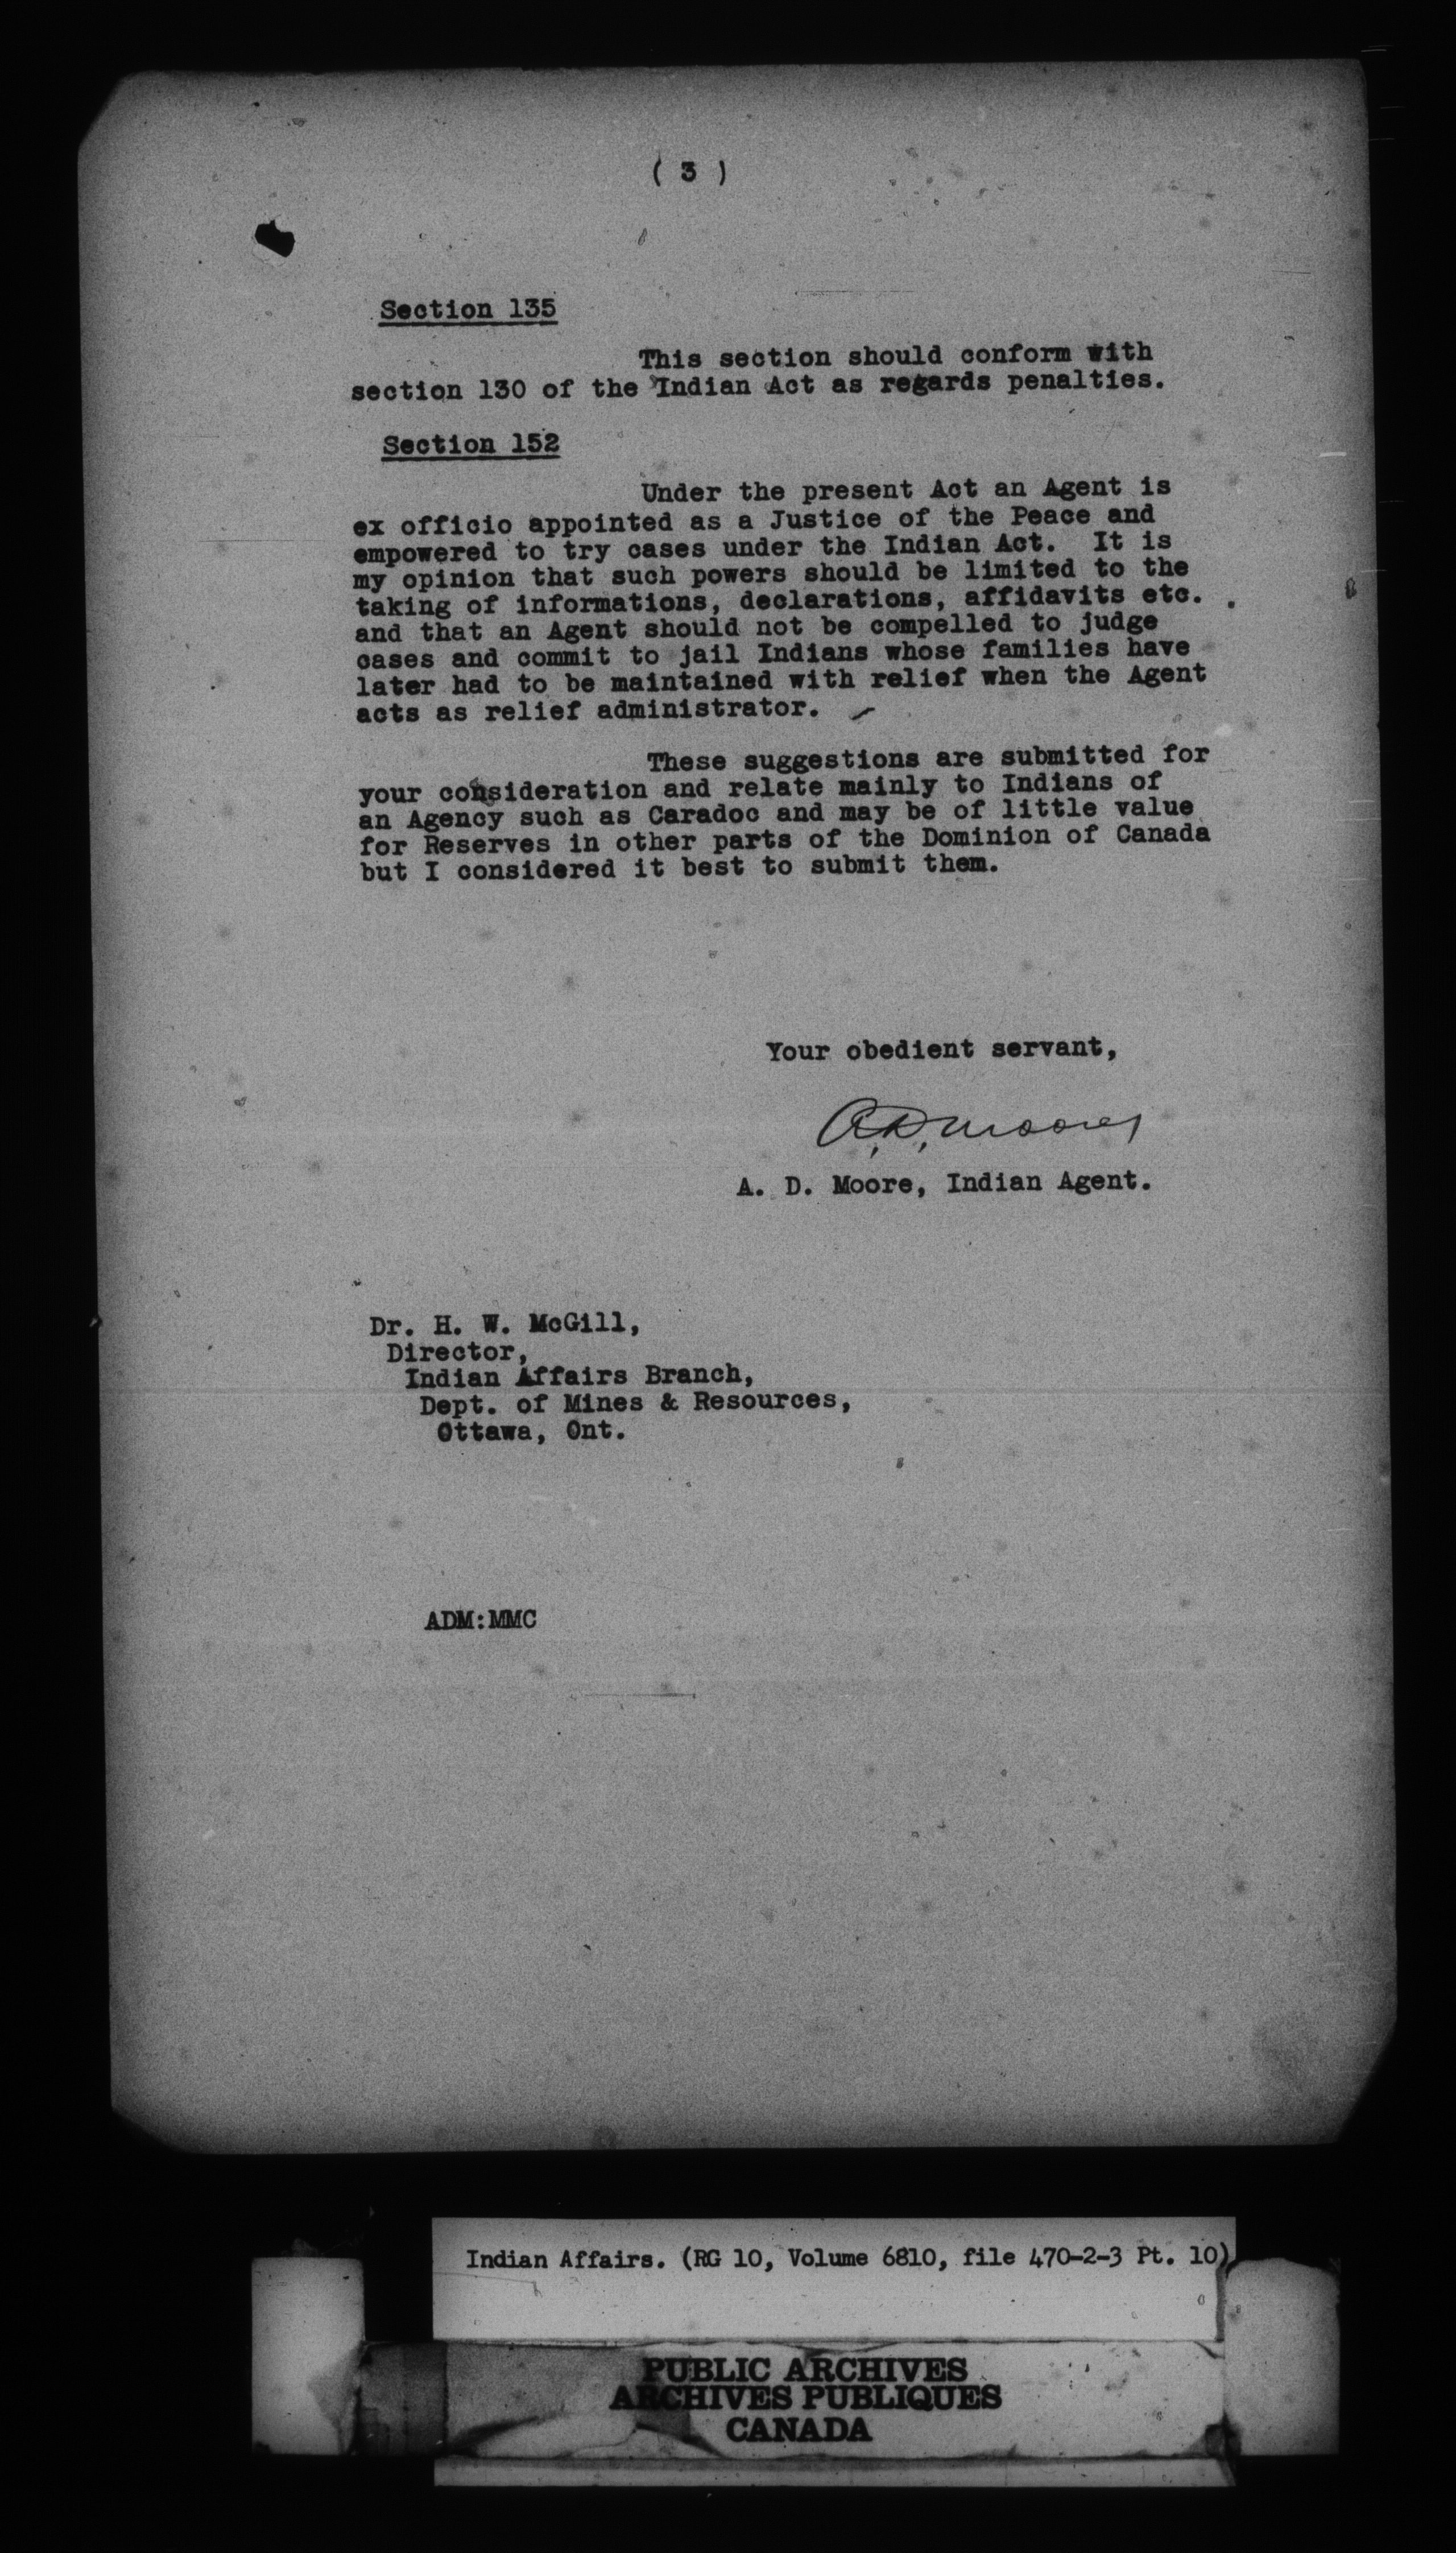 ( 3 )
Section 135
This section should conform with
section 130 of the Indian Act as regards penalties.
Section 152
Under the present Act an Agent is
ex officio appointed as a Justice of the Peace and
empowered to try cases under the Indian Act. It is
my opinion that such powers should be limited to the
taking of informations, declarations, affidavits etc.
and that an Agent should not be compelled to judge
cases and commit to jail Indians whose families have
later had to be maintained with relief when the Agent
acts as relief administrator.
These suggestions are submitted for
your consideration and relate mainly to Indians of
an Agency such as Caradoc and may be of little value
for Reserves in other parts of the Dominion of Canada
but I considered it best to submit them.
Your obedient servant,
A. D. Moore
A. D. Moore, Indian Agent.
Dr. H. W. McGill,
Director,
Indian Affairs Branch,
Dept. of Mines & Resources,
Ottawa, Ont.
ADM:MMC
Indian Affairs. (RG 10, Volume 6810, file 470-2-3 Pt. 10)
PUBLIC ARCHIVES
ARCHIVES PUBLIQUES
CANADA